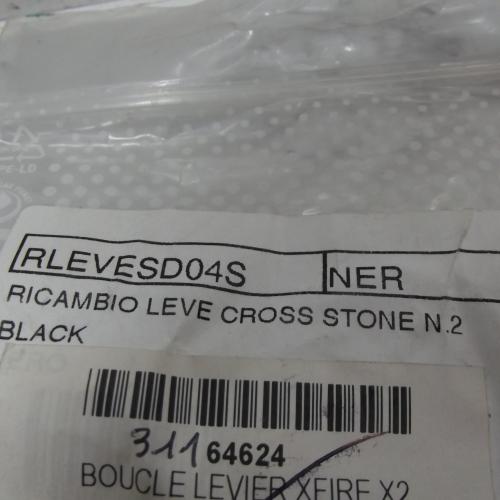 RLEVESD04S NER
RICAMBIO LEVE CROSS STONE N.2
BLACK
311 64624
BOUCLE LEVIER XFIRE X2